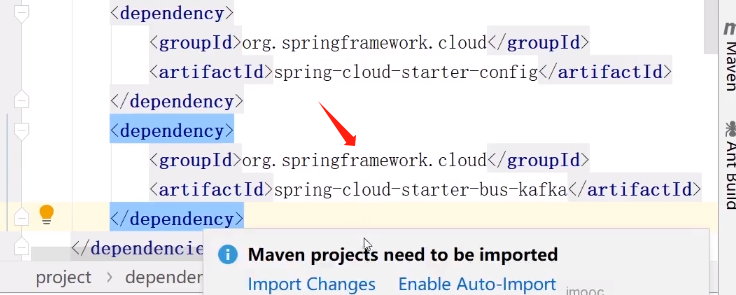 <dependency>
<groupId>org.springframework.cloud</groupId>
<artifactId>spring-cloud-starter-config</artifactId>
</dependency>
<dependency>
<groupId>org.springframework.cloud</groupId>
<artifactId>spring-cloud-starter-bus-kafka</artifactId>
</dependency>
</dependencie
Maven projects need to be imported
Import Changes Enable Auto-Import
project > depender
imooc
m
Maven
Ant Build